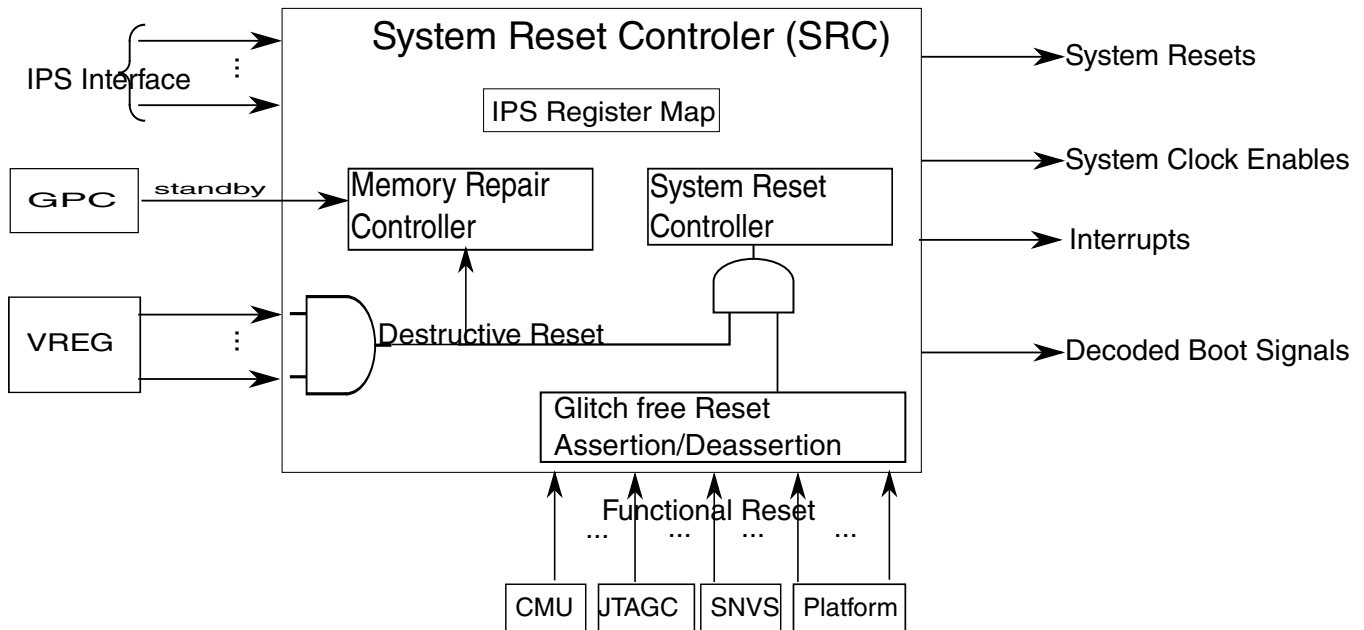 System Reset Controler (SRC)
IPS Interface
...
IPS Register Map
System Resets
System Clock Enables
GPC
standby
Memory Repair
Controller
System Reset
Controller
Interrupts
VREG
...
Destructive Reset
Decoded Boot Signals
Glitch free Reset
Assertion/Deassertion
Functional Reset
... ... ... ...
CMU
JTAGC
SNVS
Platform